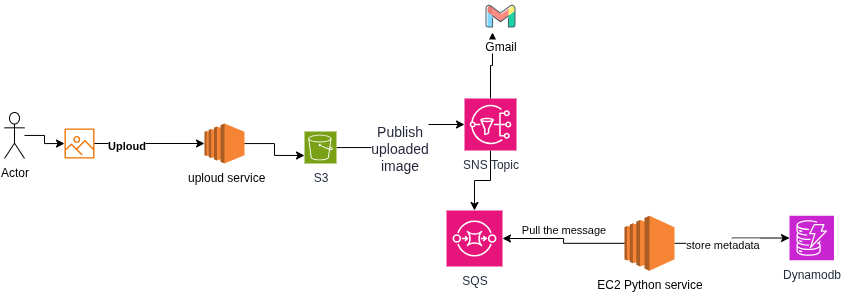 Gmail
Actor
Upload
uploud service
S3
Publish
uploaded
image
SNS Topic
SQS
Pull the message
EC2 Python service
store metadata
Dynamodb